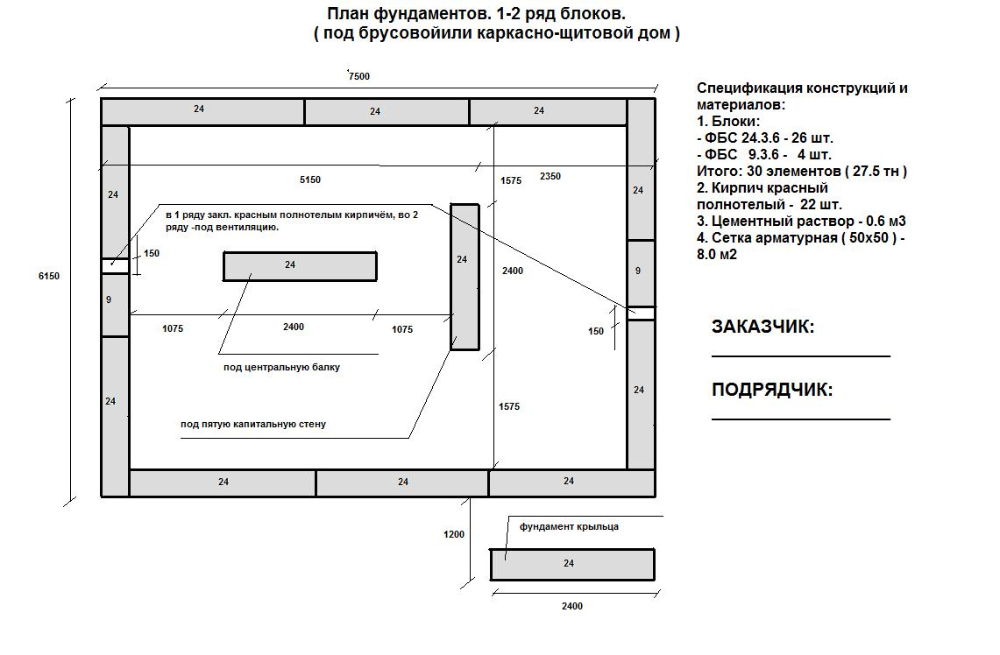 План фундаментов. 1-2 ряд блоков.
( под брусовойили каркасно-щитовой дом )
7500
24
24
24
Спецификация конструкций и
материалов:
1. Блоки:
- ФБС 24.3.6 - 26 шт.
- ФБС 9.3.6 - 4 шт.
Итого: 30 элементов ( 27.5 тн )
2. Кирпич красный
полнотелый - 22 шт.
3. Цементный раствор - 0.6 м3
4. Сетка арматурная ( 50х50 ) -
8.0 м2
5150
1575
2350
24
24
в 1 ряду закл. красным полнотелым кирпичём, во 2
ряду -под вентиляцию.
150
24
24
2400
9
6150
9
1075
2400
1075
150
ЗАКАЗЧИК:
под центральную балку
ПОДРЯДЧИК:
24
24
1575
под пятую капитальную стену
24
24
24
1200
фундамент крыльца
24
2400